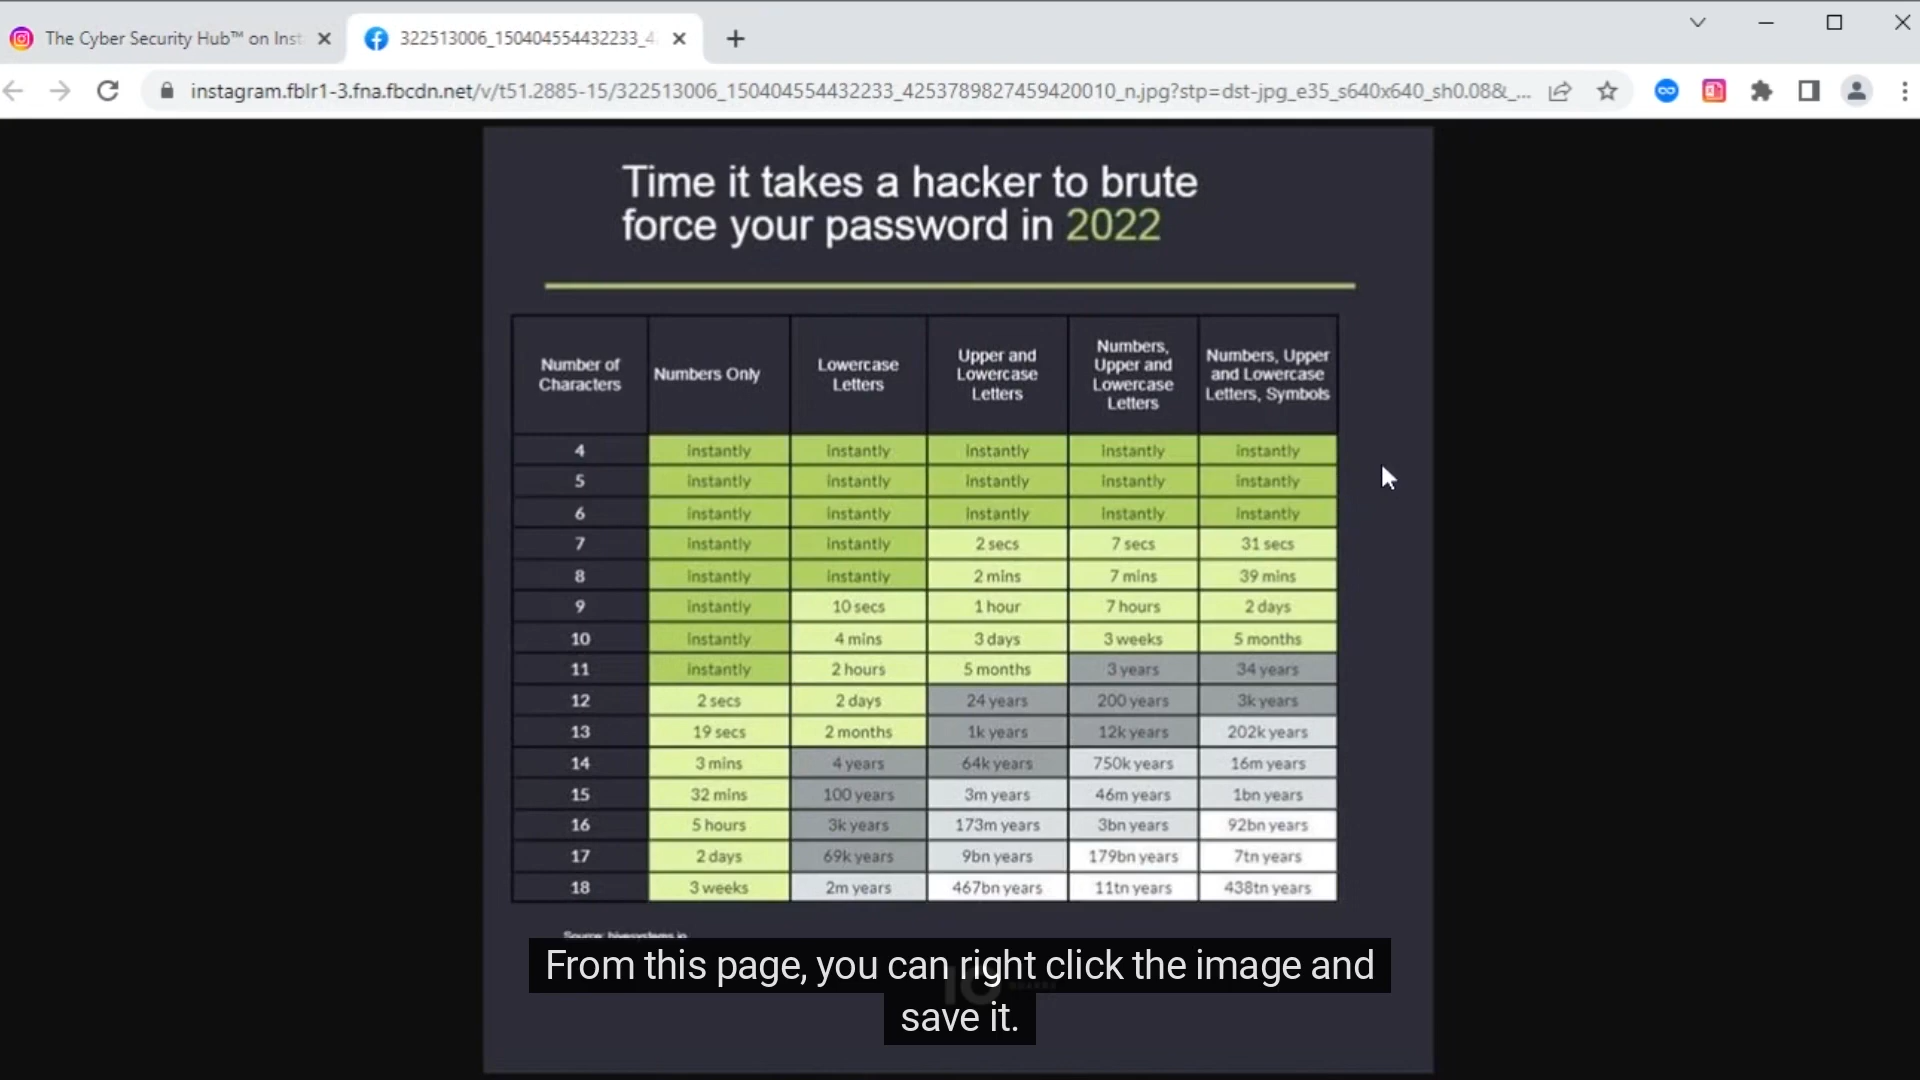 The Cyber Security Hub™ on Inst
322513006_150404554432233_4
instagram.fblr1-3.fna.fbcdn.net/v/t51.2885-15/322513006_150404554432233_4253789827459420010_n.jpg?stp=dst-jpg_e35_s640x640_sh0.08&_...
Time it takes a hacker to brute
force your password in 2022
Number of Characters Numbers Only Lowercase Letters Upper and Lowercase Letters Numbers, Upper and Lowercase Letters Numbers, Upper and Lowercase Letters, Symbols
4 instantly instantly instantly instantly instantly
5 instantly instantly instantly instantly instantly
6 instantly instantly instantly instantly instantly
7 instantly instantly 2 secs 7 secs 31 secs
8 instantly instantly 2 mins 7 mins 39 mins
9 instantly 10 secs 1 hour 7 hours 2 days
10 instantly 4 mins 3 days 3 weeks 5 months
11 instantly 2 hours 5 months 3 years 34 years
12 2 secs 2 days 24 years 200 years 3k years
13 19 secs 2 months 1k years 12k years 202k years
14 3 mins 4 years 64k years 750k years 16m years
15 32 mins 100 years 3m years 46m years 1bn years
16 5 hours 3k years 173m years 3bn years 92bn years
17 2 days 69k years 9bn years 179bn years 7tn years
18 3 weeks 2m years 467bn years 11tn years 438tn years
From this page, you can right click the image and
save it.